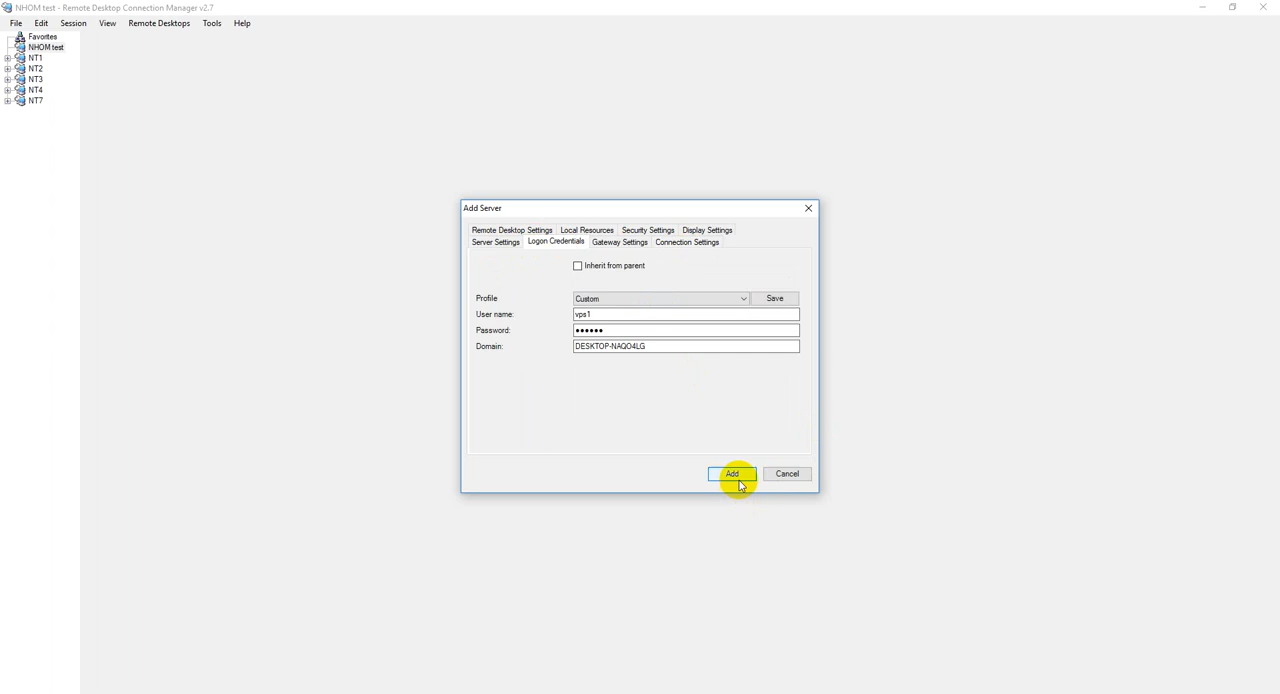 NHOM test - Remote Desktop Connection Manager v2.7
File Edit Session View Remote Desktops Tools Help
Favorites
NHOM test
NT1
NT2
NT3
NT4
NT7
Add Server
Remote Desktop Settings Local Resources Security Settings Display Settings
Server Settings Logon Credentials Gateway Settings Connection Settings
Inherit from parent
Profile Custom Save
User name: vps1
Password: ••••••
Domain: DESKTOP-NAQO4LG
Add Cancel